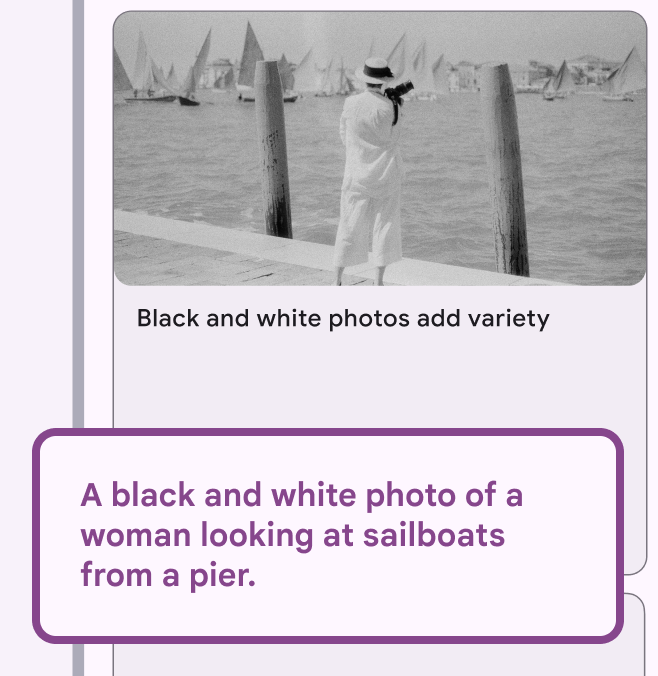 Black and white photos add variety
A black and white photo of a
woman looking at sailboats
from a pier.